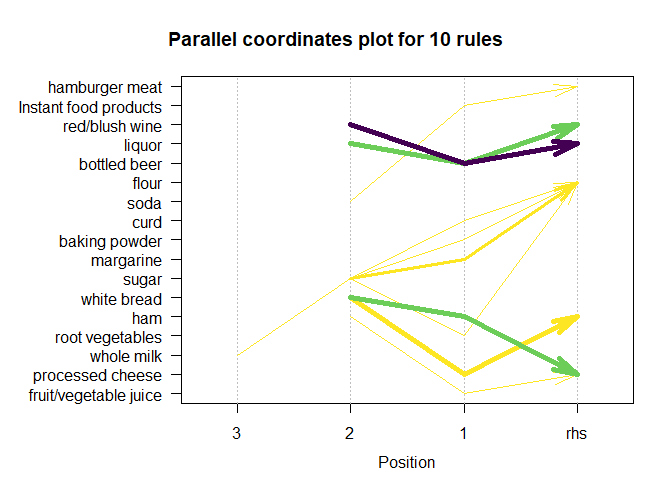 Parallel coordinates plot for 10 rules
hamburger meat
Instant food products
red/blush wine
liquor
bottled beer
flour
soda
curd
baking powder
margarine
sugar
white bread
ham
root vegetables
whole milk
processed cheese
fruit/vegetable juice
3 2 1 rhs
Position